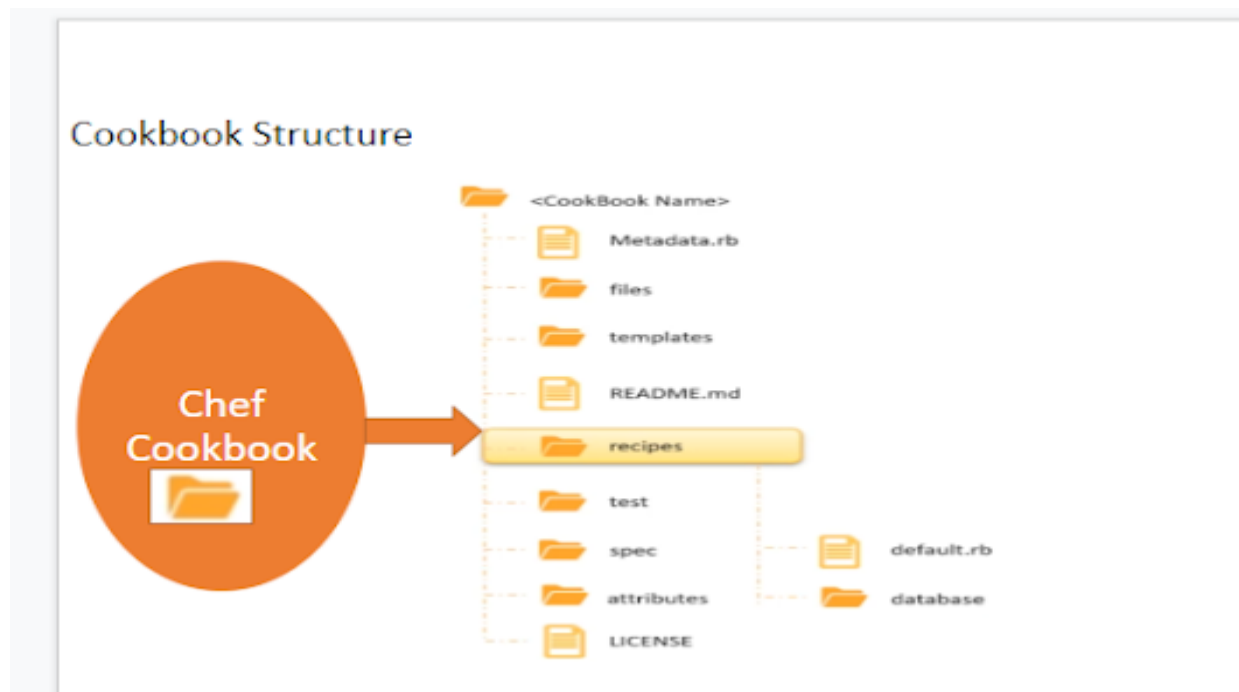 Cookbook Structure
<CookBook Name>
Metadata.rb
files
templates
README.md
Chef
Cookbook
recipes
test
spec
default.rb
attributes
database
LICENSE